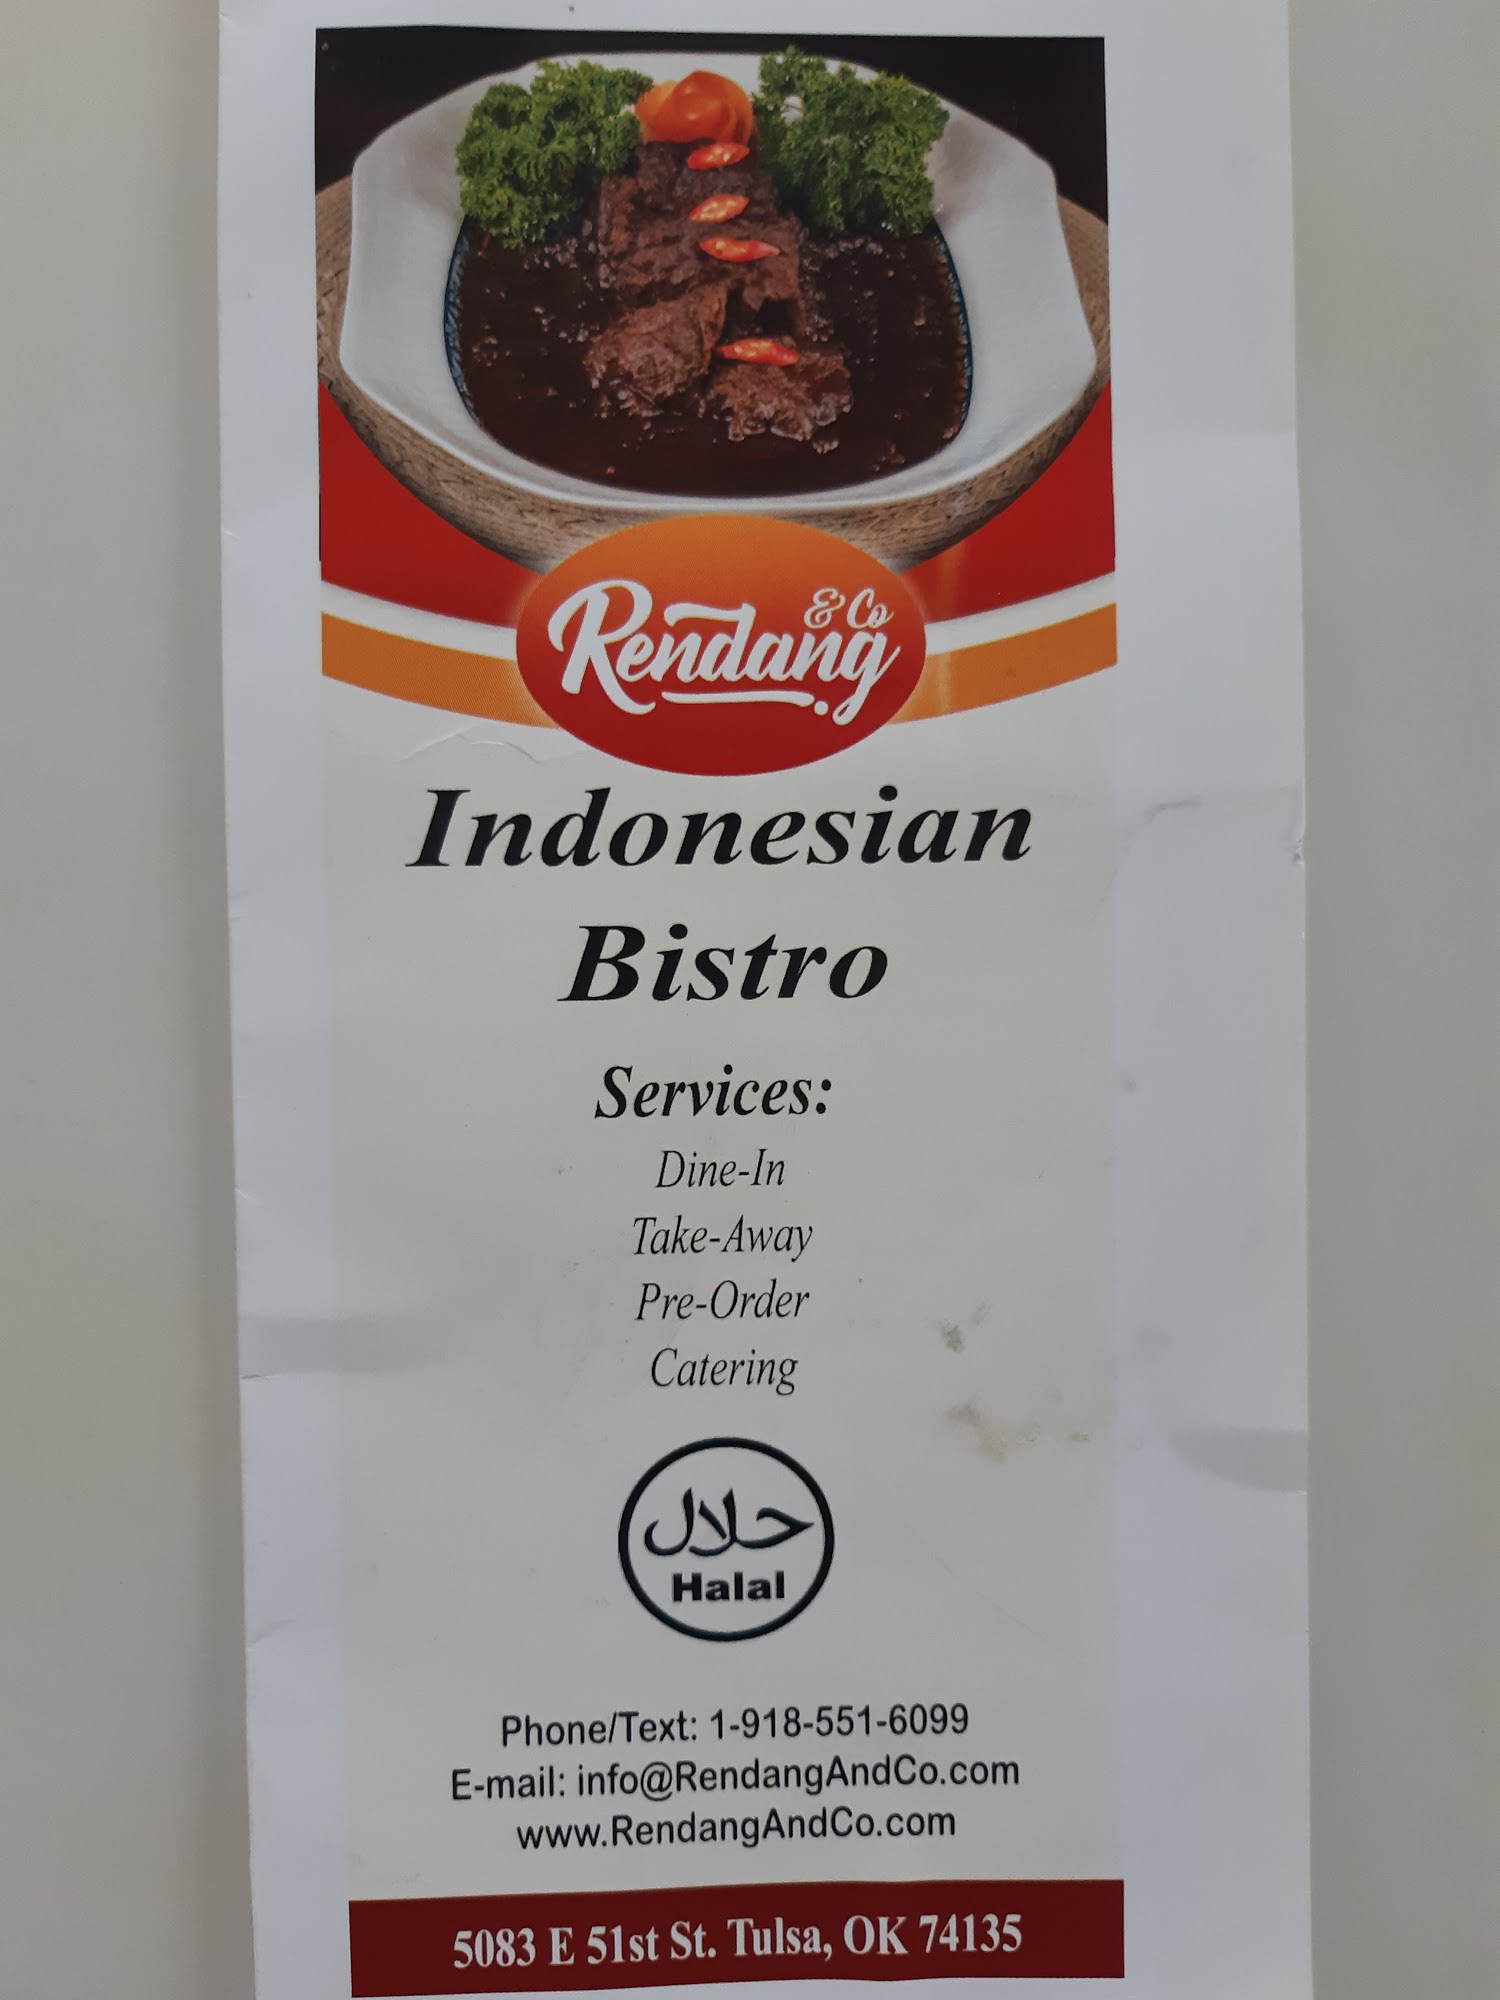 Rendang & Co
Indonesian
Bistro
Services:
Dine-In
Take-Away
Pre-Order
Catering
حلال
Halal
Phone/Text: 1-918-551-6099
E-mail: info@RendangAndCo.com
www.RendangAndCo.com
5083 E 51st St. Tulsa, OK 74135